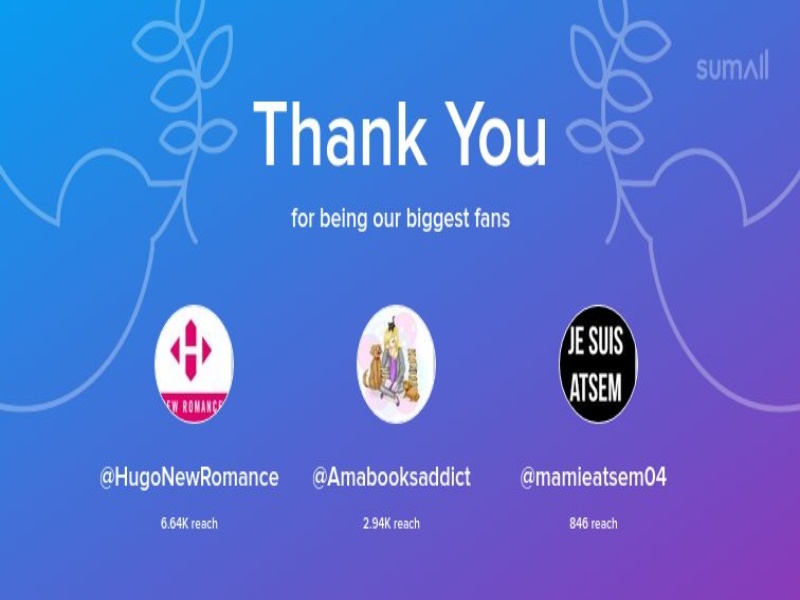 sumall
Thank You
for being our biggest fans
H
EW ROMANCE
JE SUIS
ATSEM
@HugoNewRomance
@Amabooksaddict
@mamieatsem04
6.64K reach
2.94K reach
846 reach